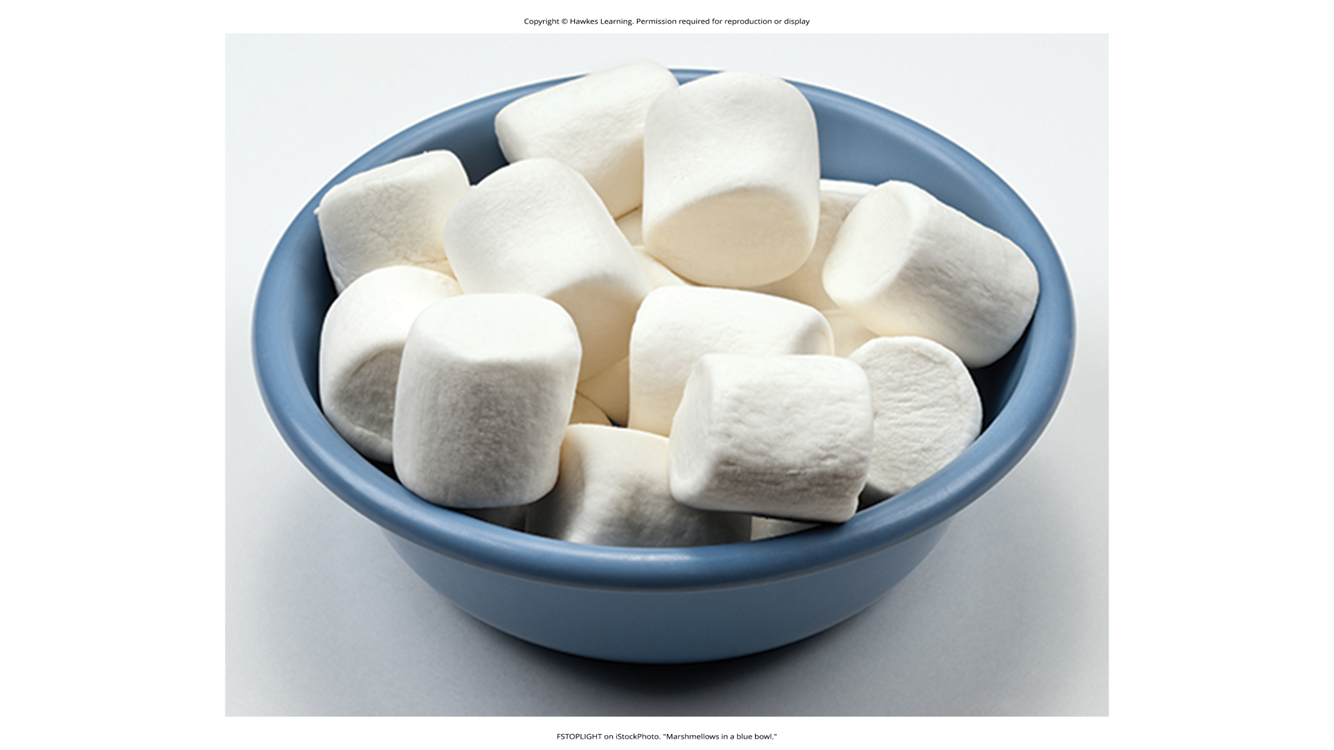 Copyright © Hawkes Learning. Permission required for reproduction or display
FSTOPLIGHT on iStockPhoto. "Marshmellows in a blue bowl."